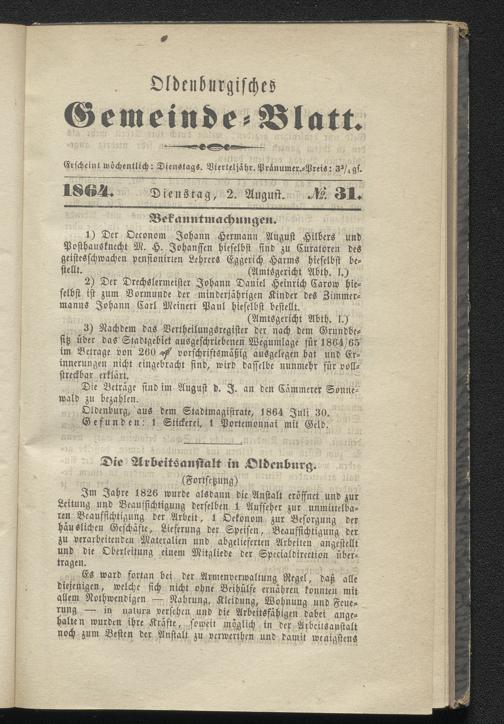 Oldenburgisches
Gemeinde-Blatt.
Erscheint wöchentlich: Dienstags. Vierteljähr. Pränumer.-Preis: 3¾ gſ.
1864. Dienstag, 2. August. № 31.
Bekanntmachungen.
1) Der Oeconom Johann Hermann August Hilbers und
Posthausknecht M. H. Johanssen hieselbst sind zu Curatoren des
geistesschwachen pensionirten Lehrers Eggerich Harms hieselbst be-
stellt. (Amtsgericht Abth. I.)
2) Der Drechslermeister Johann Daniel Heinrich Carow hie-
selbst ist zum Vormunde der minderjährigen Kinder des Zimmer-
manns Johann Carl Meinert Paul hieselbst bestellt.
(Amtsgericht Abth. I.)
3) Nachdem das Vertheilungsregister der nach dem Grundbe-
sitz über das Stadtgebiet ausgeschriebenen Wegumlage für 1864/65
im Betrage von 260 vorschriftsmäßig ausgelegen hat und Er-
innerungen nicht eingebracht sind, wird dasselbe nunmehr für voll-
streckbar erklärt.
Die Beträge sind im August d. J. an den Cämmerer Sonne-
wald zu bezahlen.
Oldenburg, aus dem Stadtmagistrate, 1864 Juli 30.
Gefunden: 1 Stickerei, 1 Portemonnai mit Geld.
Die Arbeitsanstalt in Oldenburg.
(Fortsetzung)
Im Jahre 1826 wurde alsdann die Anstalt eröffnet und zur
Leitung und Beaufsichtigung derselben 1 Aufseher zur unmittelba-
ren Beaufsichtigung der Arbeit, 1 Oekonom zur Besorgung der
häuslichen Geschäfte, Lieferung der Speisen, Beaufsichtigung der
zu verarbeitenden Materalien und abgelieferten Arbeiten angestellt
und die Oberleitung einem Mitgliede der Specialdirection über-
tragen.
Es ward fortan bei der Armenverwaltung Regel, daß alle
diejenigen, welche sich nicht ohne Beihülfe ernähren konnten mit
allem Nothwendigen — Nahrung, Kleidung, Wohnung und Feue-
rung — in natura versehen und die Arbeitsfähigen dabei ange-
halten wurden ihre Kräfte, soweit möglich in der Arbeitsanstalt
noch zum Besten der Anstalt zu verwerthen und damit wenigstens